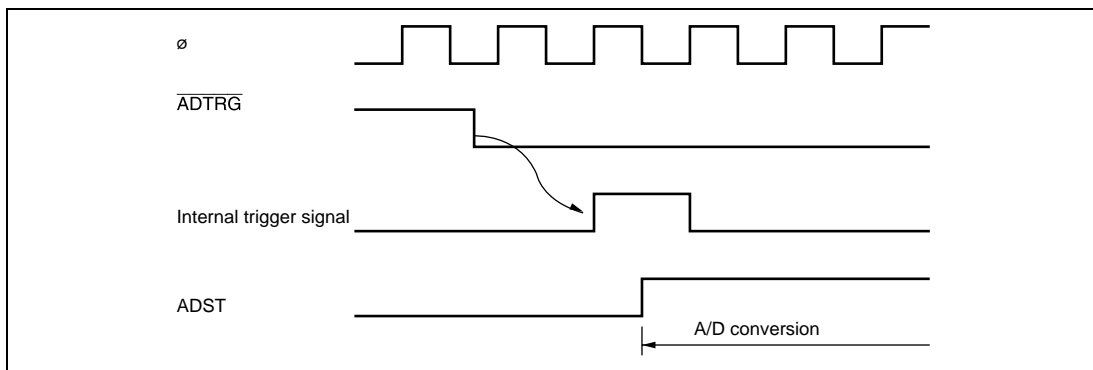 ø
ADTRG
Internal trigger signal
ADST
A/D conversion